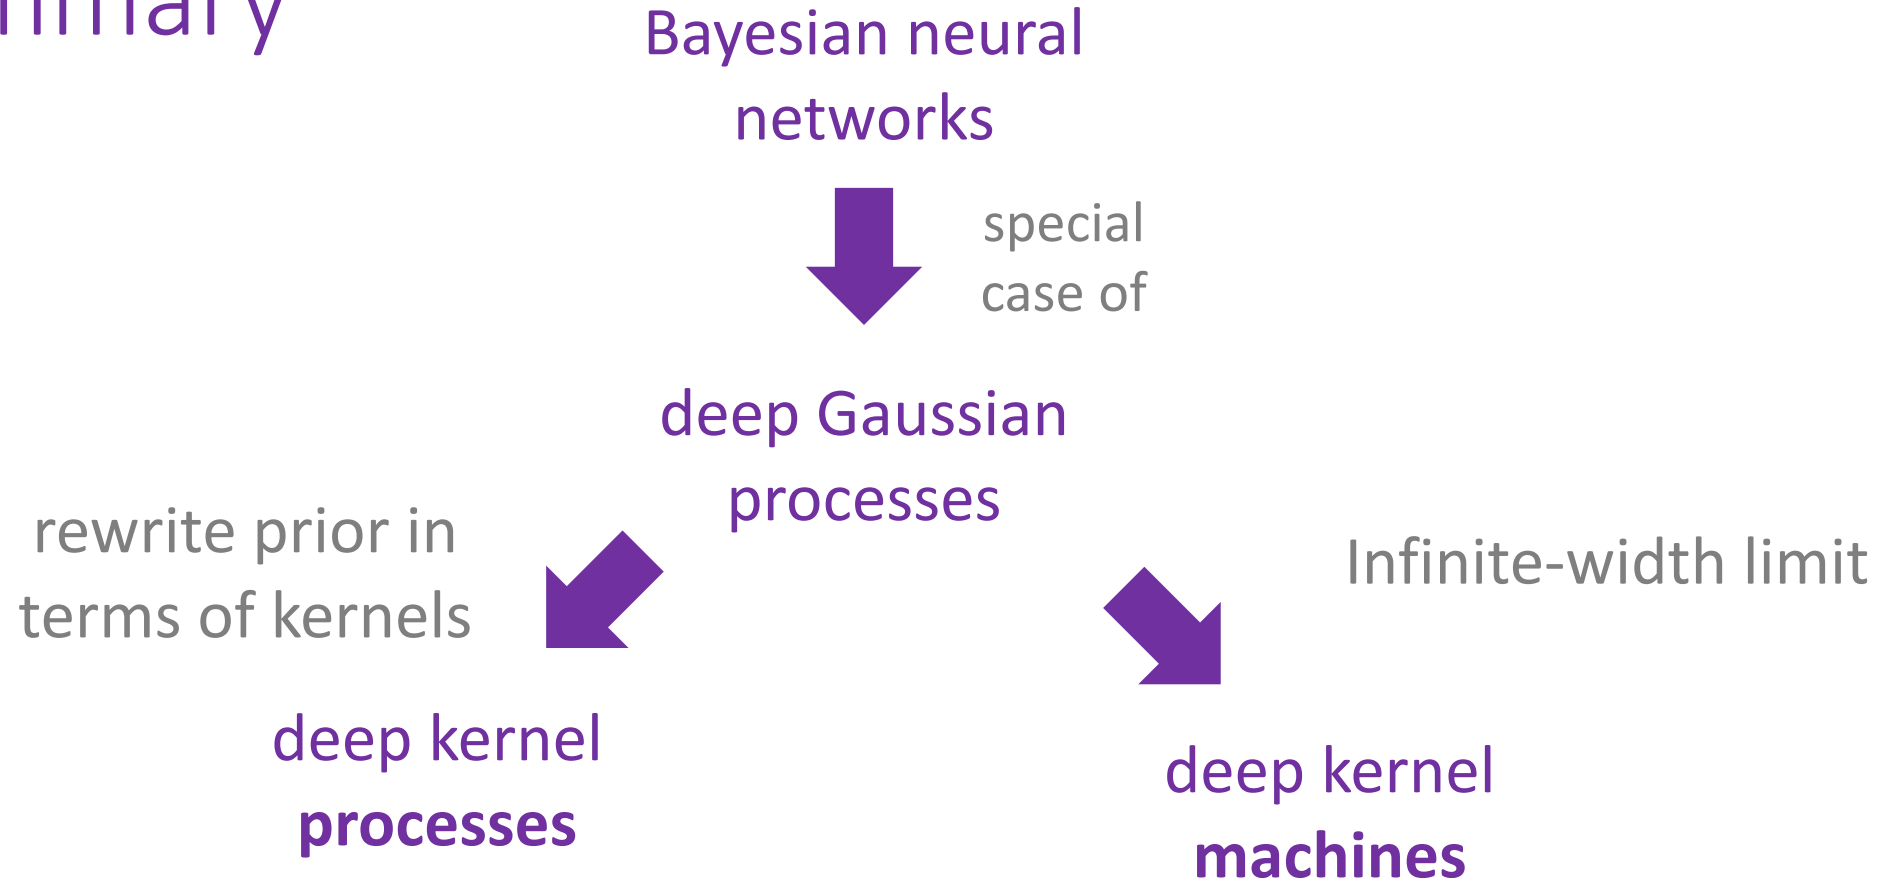 Bayesian neural
networks
special
case of
deep Gaussian
processes
rewrite prior in
terms of kernels
Infinite-width limit
deep kernel
processes
deep kernel
machines